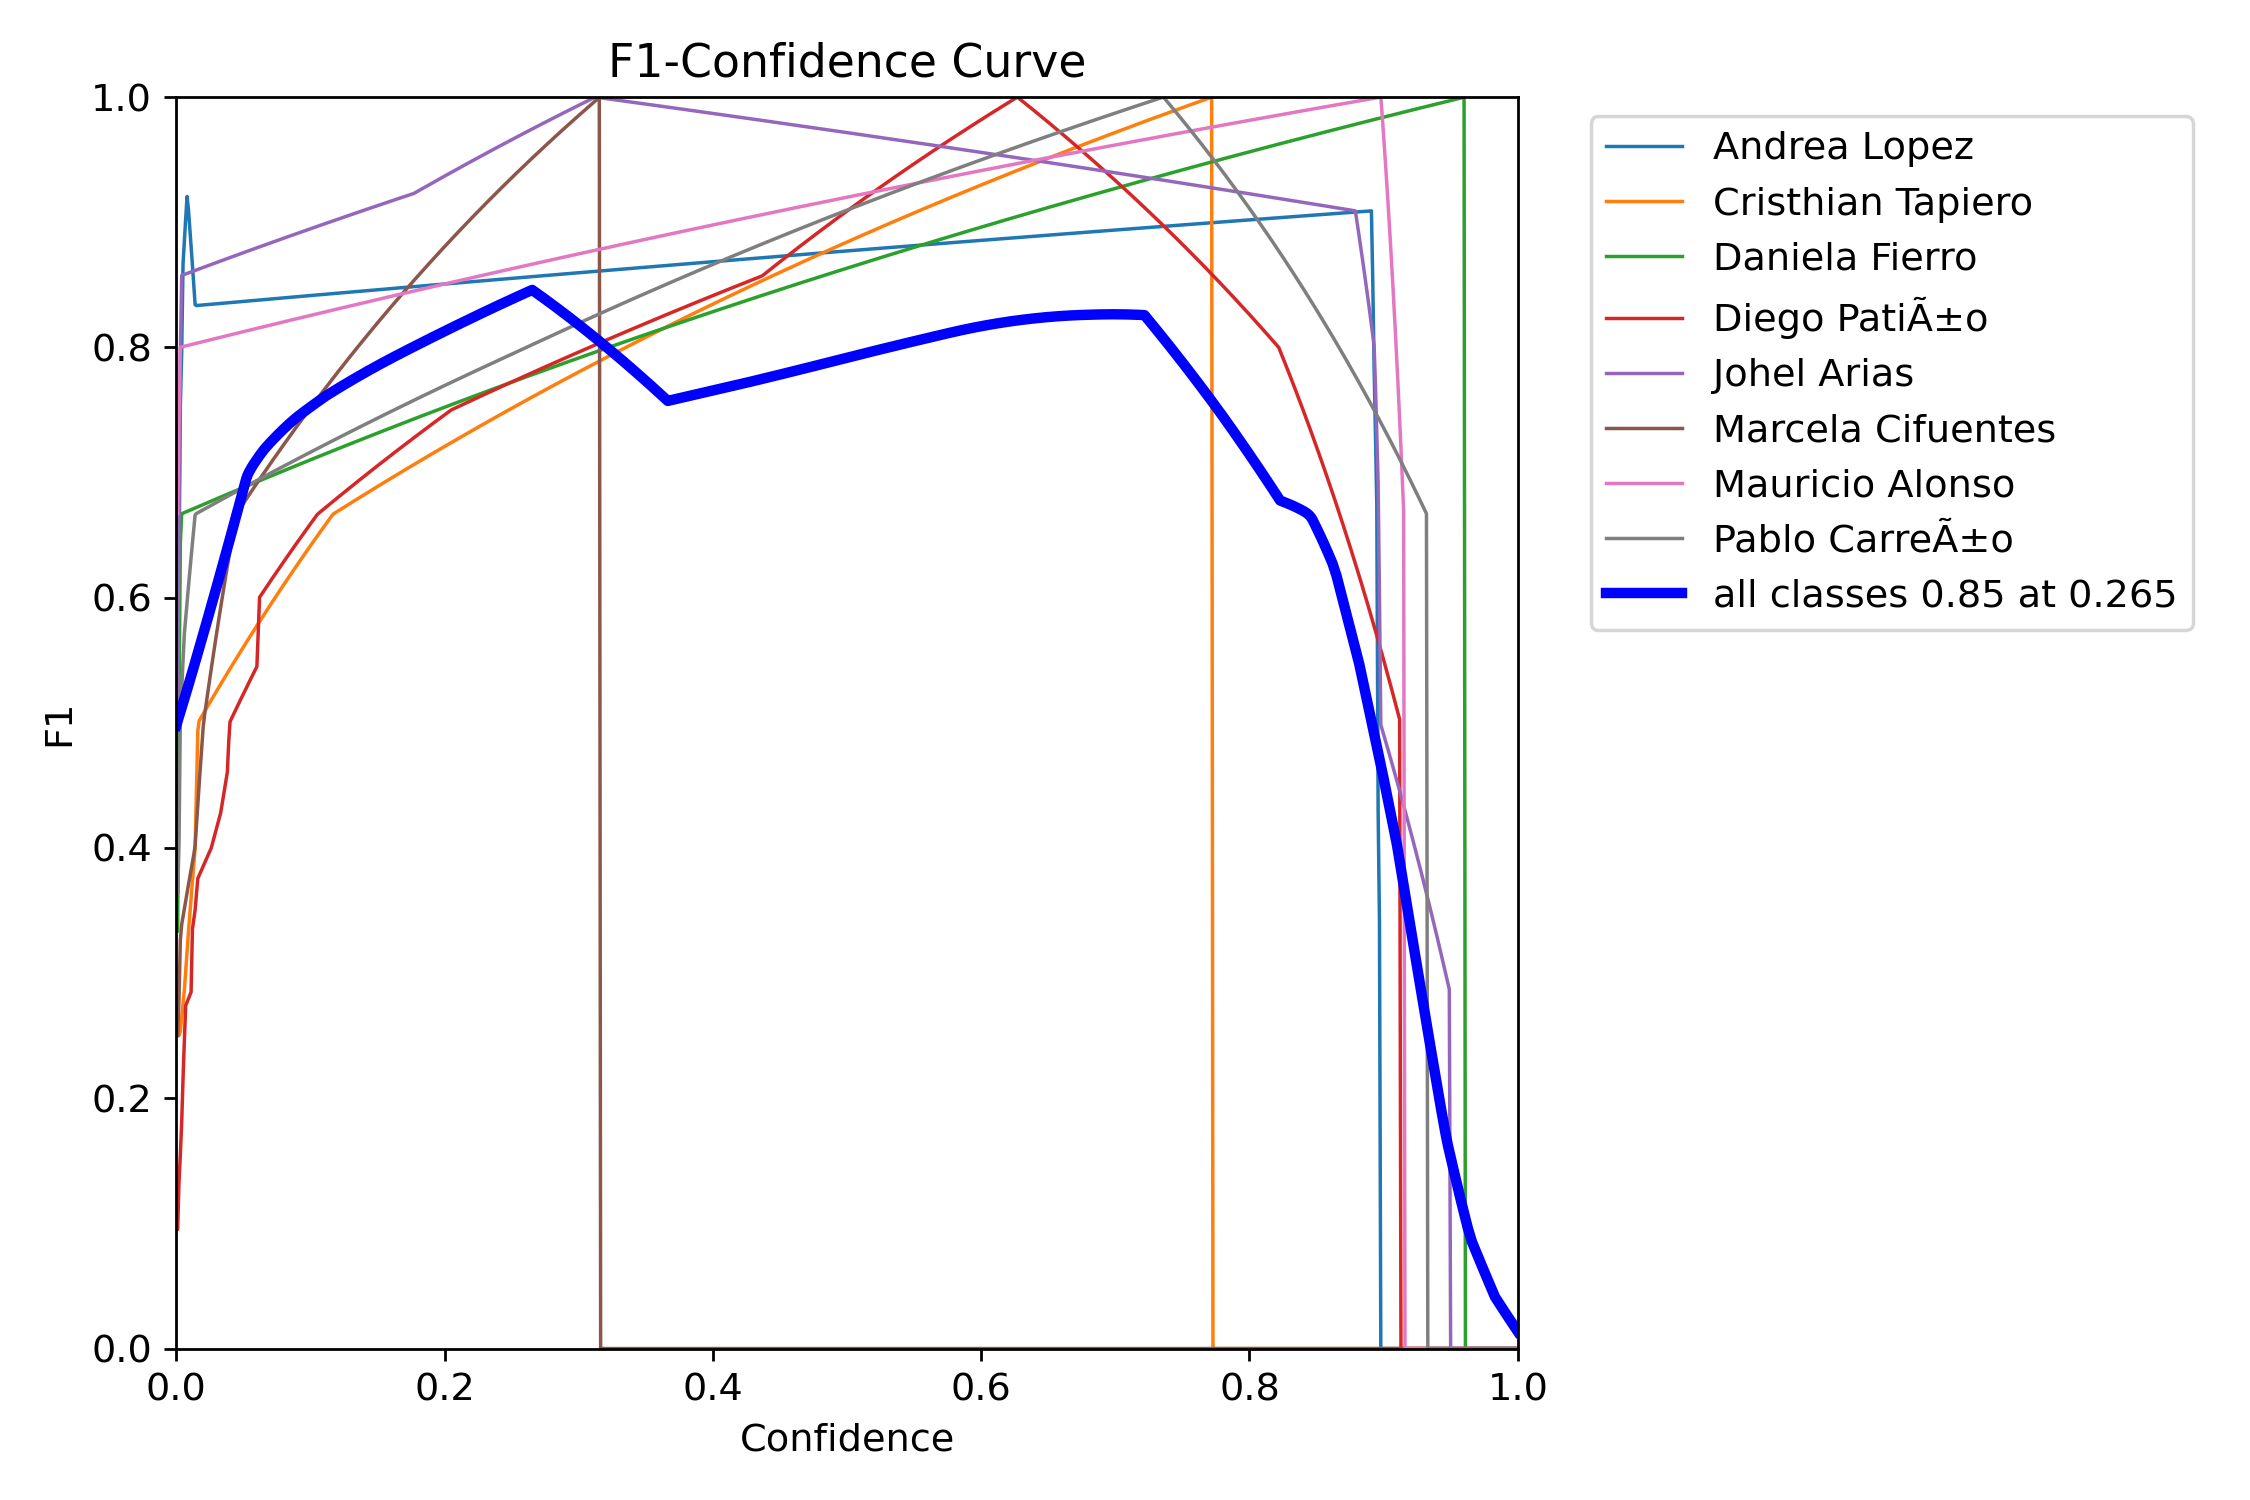 F1-Confidence Curve
1.0
0.8
0.6
0.4
0.2
0.0
F1
0.0 0.2 0.4 0.6 0.8 1.0
Confidence
Andrea Lopez
Cristhian Tapiero
Daniela Fierro
Diego PatiÃ±o
Johel Arias
Marcela Cifuentes
Mauricio Alonso
Pablo CarreÃ±o
all classes 0.85 at 0.265